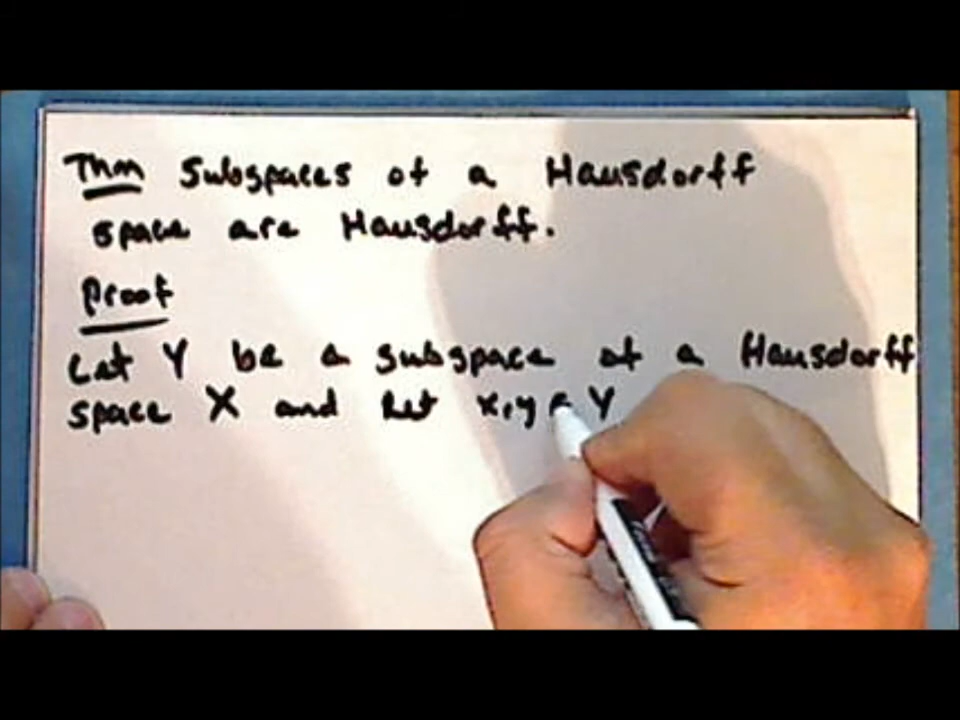 Thm Subspaces of a Hausdorff
space are Hausdorff.
Proof
Let Y be a subspace of a Hausdorff
space X and let x,y ∈ Y